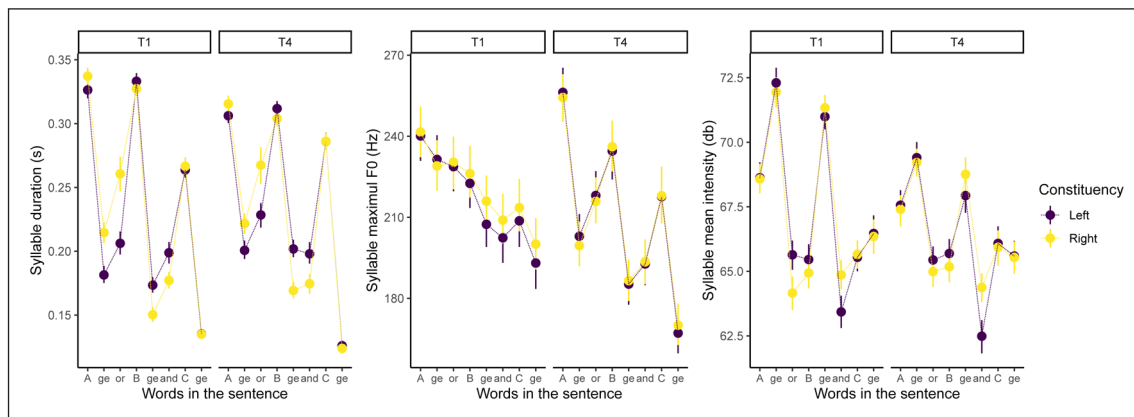 T1 T4
Syllable duration (s)
0.35
0.30
0.25
0.20
0.15
A ge or B ge and C ge A ge or B ge and C ge
Words in the sentence
T1 T4
Syllable maximul F0 (Hz)
270
240
210
180
A ge or B ge and C ge A ge or B ge and C ge
Words in the sentence
T1 T4
Syllable mean intensity (db)
72.5
70.0
67.5
65.0
62.5
A ge or B ge and C ge A ge or B ge and C ge
Words in the sentence
Constituency
Left
Right